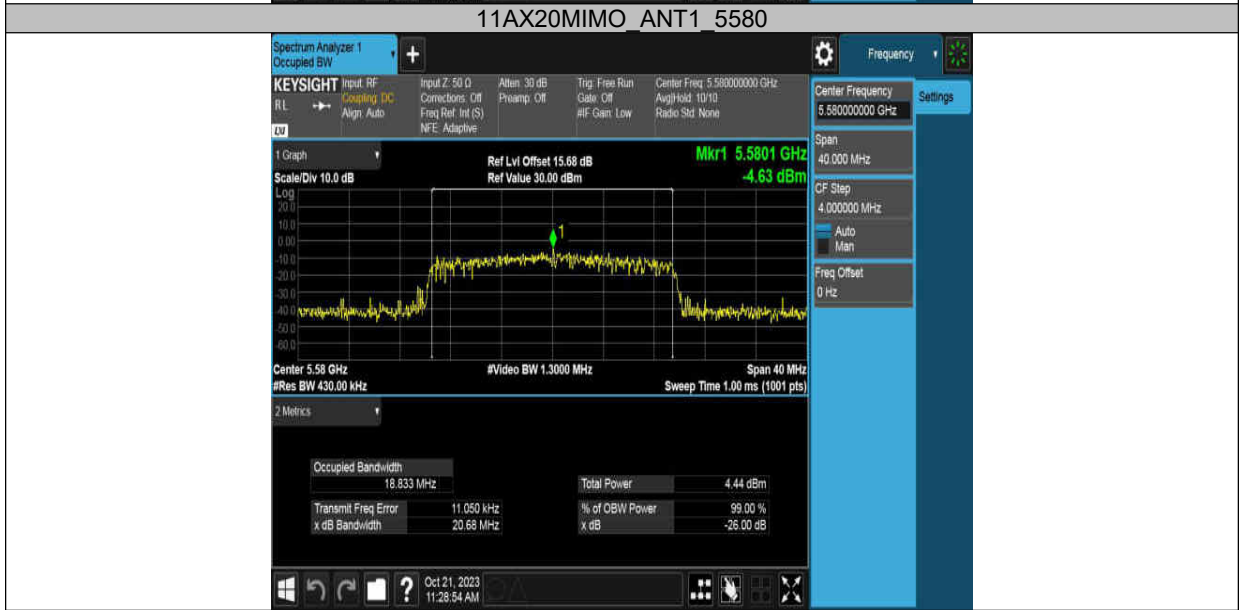 11AX20MIMO_ANT1_5580
Spectrum Analyzer 1
Occupied BW
+
Frequency
KEYSIGHT
RL
LXI
Input: RF
Coupling: DC
Align: Auto
Input Z: 50 Ω
Corrections: Off
Freq Ref: Int (S)
NFE: Adaptive
Atten: 30 dB
Preamp: Off
Trig: Free Run
Gate: Off
#IF Gain: Low
Center Freq: 5.580000000 GHz
Avg|Hold: 10/10
Radio Std: None
Center Frequency
5.580000000 GHz
Settings
Span
40.000 MHz
CF Step
4.000000 MHz
Auto
Man
Freq Offset
0 Hz
1 Graph
Ref Lvl Offset 15.68 dB
Mkr1 5.5801 GHz
Scale/Div 10.0 dB
Ref Value 30.00 dBm
-4.63 dBm
Log
20.0
10.0
0.00
-10.0
-20.0
-30.0
-40.0
-50.0
-60.0
1
Center 5.58 GHz
#Video BW 1.3000 MHz
Span 40 MHz
#Res BW 430.00 kHz
Sweep Time 1.00 ms (1001 pts)
2 Metrics
Occupied Bandwidth
18.833 MHz
Total Power 4.44 dBm
Transmit Freq Error 11.050 kHz
% of OBW Power 99.00 %
x dB Bandwidth 20.68 MHz
x dB -26.00 dB
?
Oct 21, 2023
11:28:54 AM